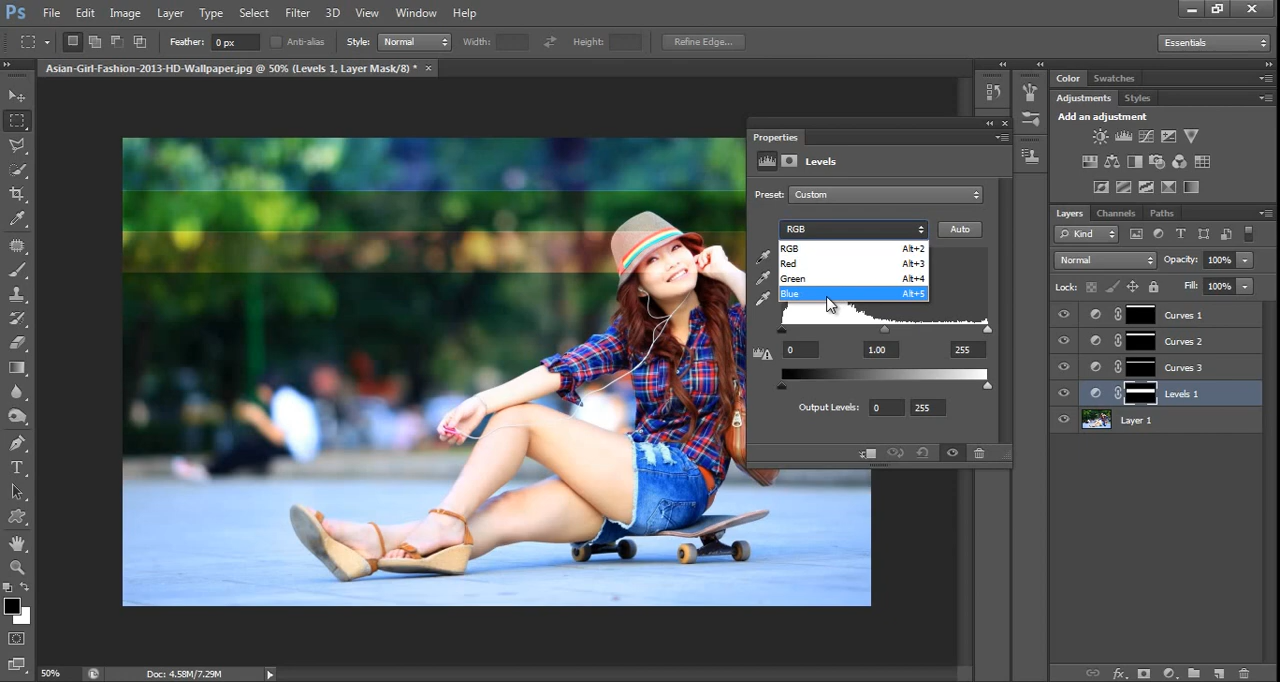 Ps File Edit Image Layer Type Select Filter 3D View Window Help
Feather: 0 px Anti-alias Style: Normal Width: Height: Refine Edge... Essentials
Asian-Girl-Fashion-2013-HD-Wallpaper.jpg @ 50% (Levels 1, Layer Mask/8) *
Properties
Levels
Preset: Custom
RGB Auto
RGB Alt+2
Red Alt+3
Green Alt+4
Blue Alt+5
0 1.00 255
Output Levels: 0 255
Color Swatches
Adjustments Styles
Add an adjustment
Layers Channels Paths
Kind
Normal Opacity: 100%
Lock: Fill: 100%
Curves 1
Curves 2
Curves 3
Levels 1
Layer 1
50% Doc: 4.58M/7.29M